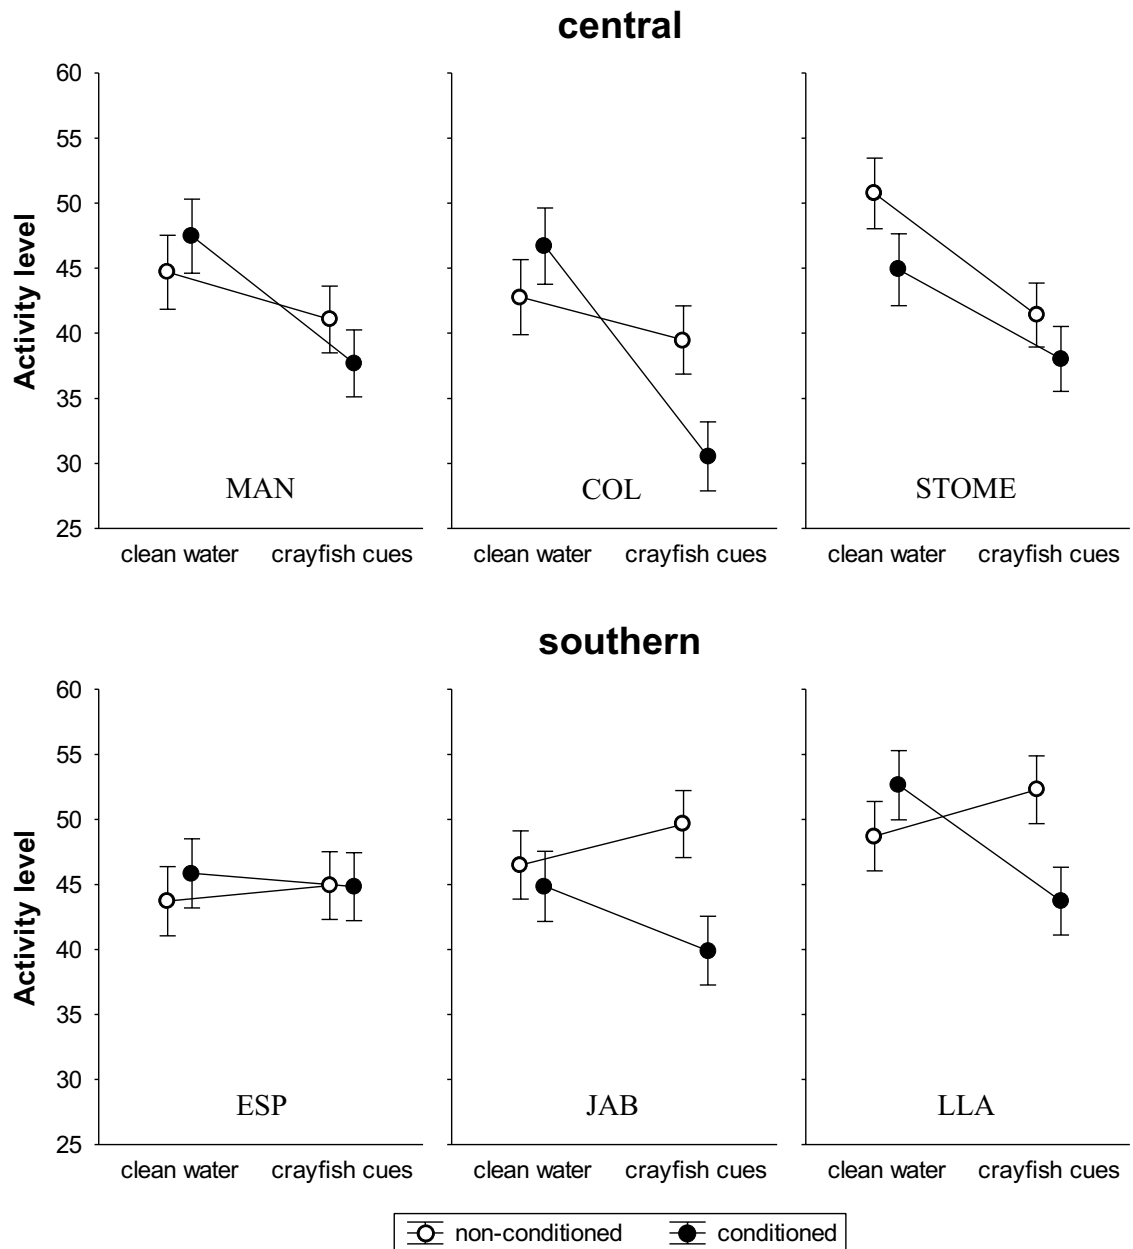 central
60
55
50
45
40
35
30
25
Activity level
MAN
COL
STOME
clean water crayfish cues clean water crayfish cues clean water crayfish cues
southern
60
55
50
45
40
35
30
25
Activity level
ESP
JAB
LLA
clean water crayfish cues clean water crayfish cues clean water crayfish cues
non-conditioned conditioned